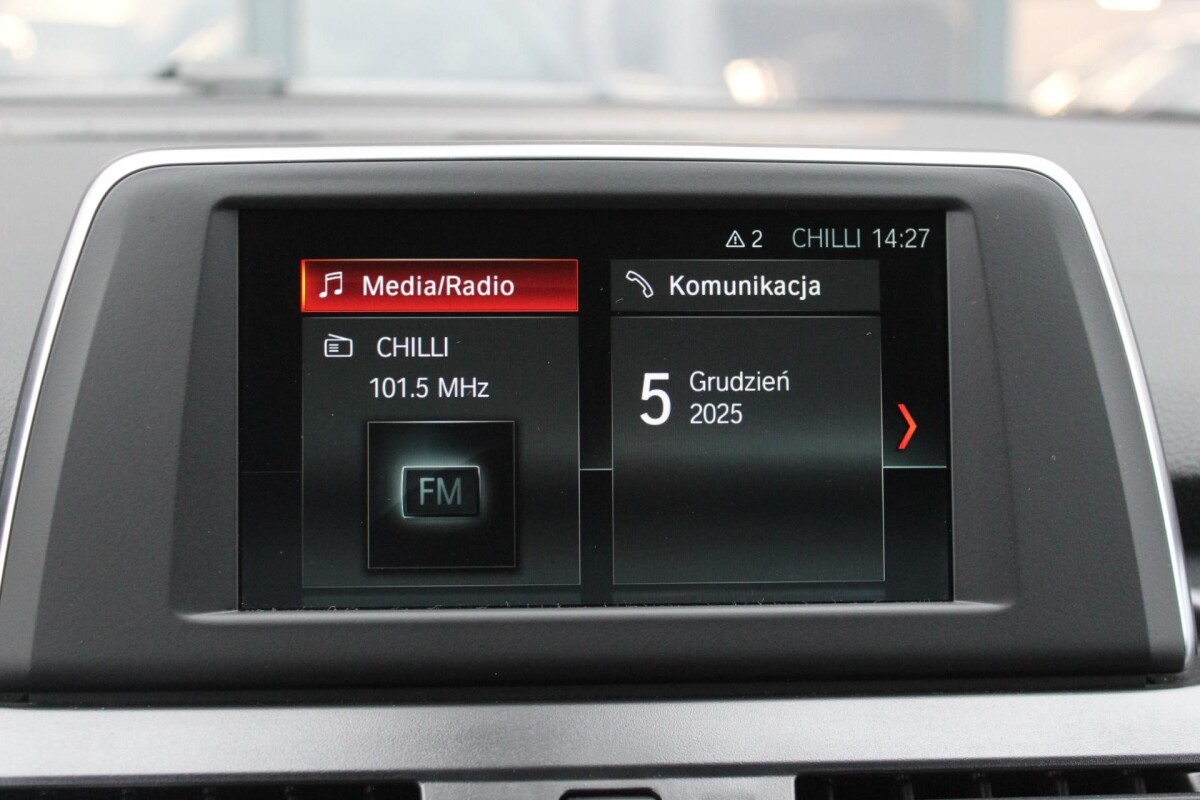 2 CHILLI 14:27
Media/Radio
CHILLI
101.5 MHz
FM
Komunikacja
5 Grudzień
2025